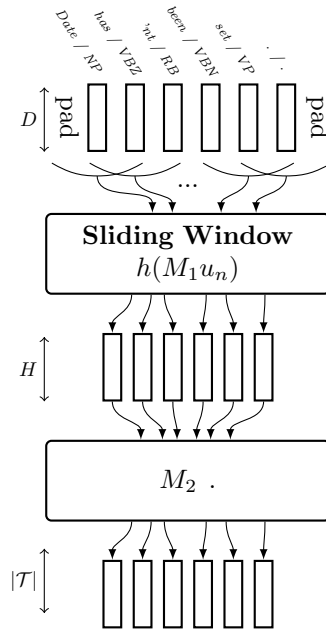 Date / NP
has / VBZ
'nt / RB
been / VBN
set / VP
. / .
D
pad
pad
...
Sliding Window
h(M₁uₙ)
H
M₂ .
|𝒯|